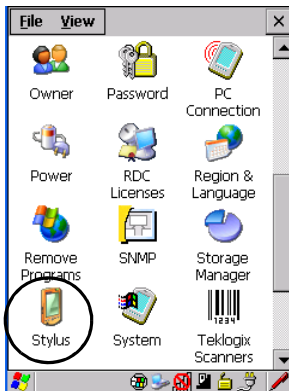 File View
Owner Password PC
Connection
Power RDC
Licenses Region &
Language
Remove
Programs SNMP Storage
Manager
1234
Stylus System Teklogix
Scanners